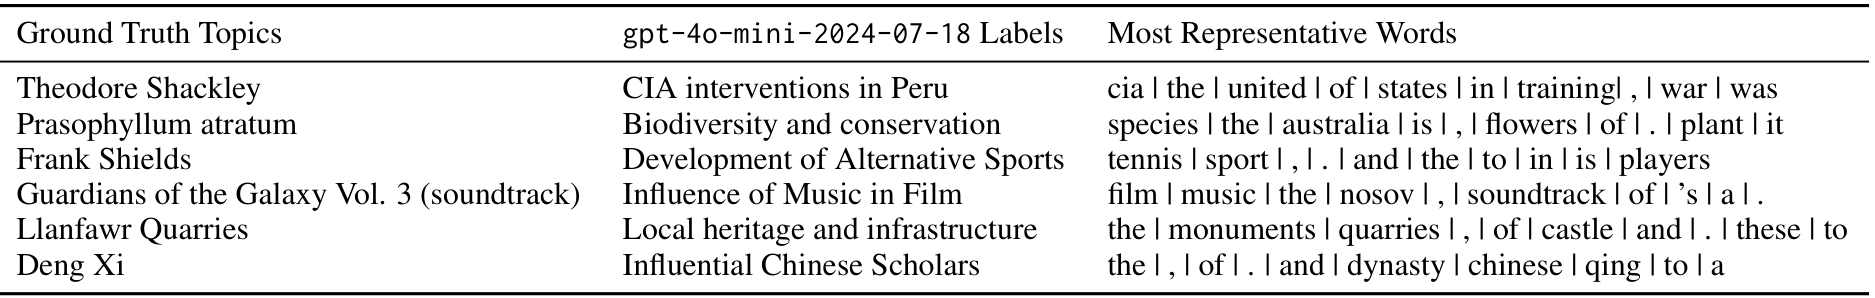 Ground Truth Topics gpt-4o-mini-2024-07-18 Labels Most Representative Words
Theodore Shackley CIA interventions in Peru cia | the | united | of | states | in | training| , | war | was
Prasophyllum atratum Biodiversity and conservation species | the | australia | is | , | flowers | of | . | plant | it
Frank Shields Development of Alternative Sports tennis | sport | , | . | and | the | to | in | is | players
Guardians of the Galaxy Vol. 3 (soundtrack) Influence of Music in Film film | music | the | nosov | , | soundtrack | of | ’s | a | .
Llanfawr Quarries Local heritage and infrastructure the | monuments | quarries | , | of | castle | and | . | these | to
Deng Xi Influential Chinese Scholars the | , | of | . | and | dynasty | chinese | qing | to | a